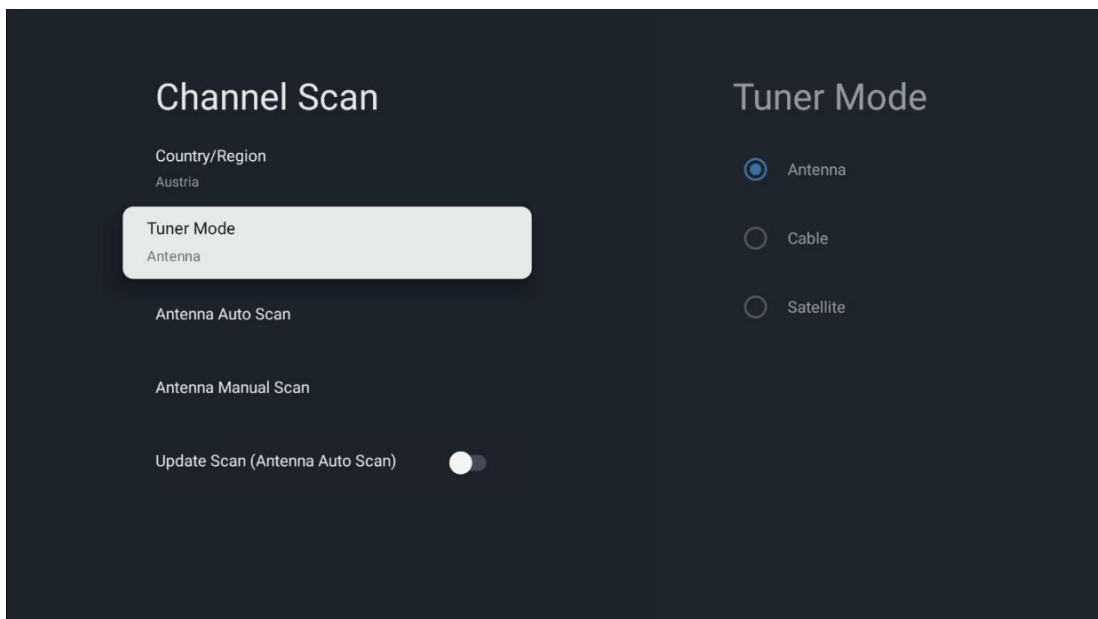 Channel Scan
Country/Region
Austria
Tuner Mode
Antenna
Antenna Auto Scan
Antenna Manual Scan
Update Scan (Antenna Auto Scan)
Tuner Mode
Antenna
Cable
Satellite